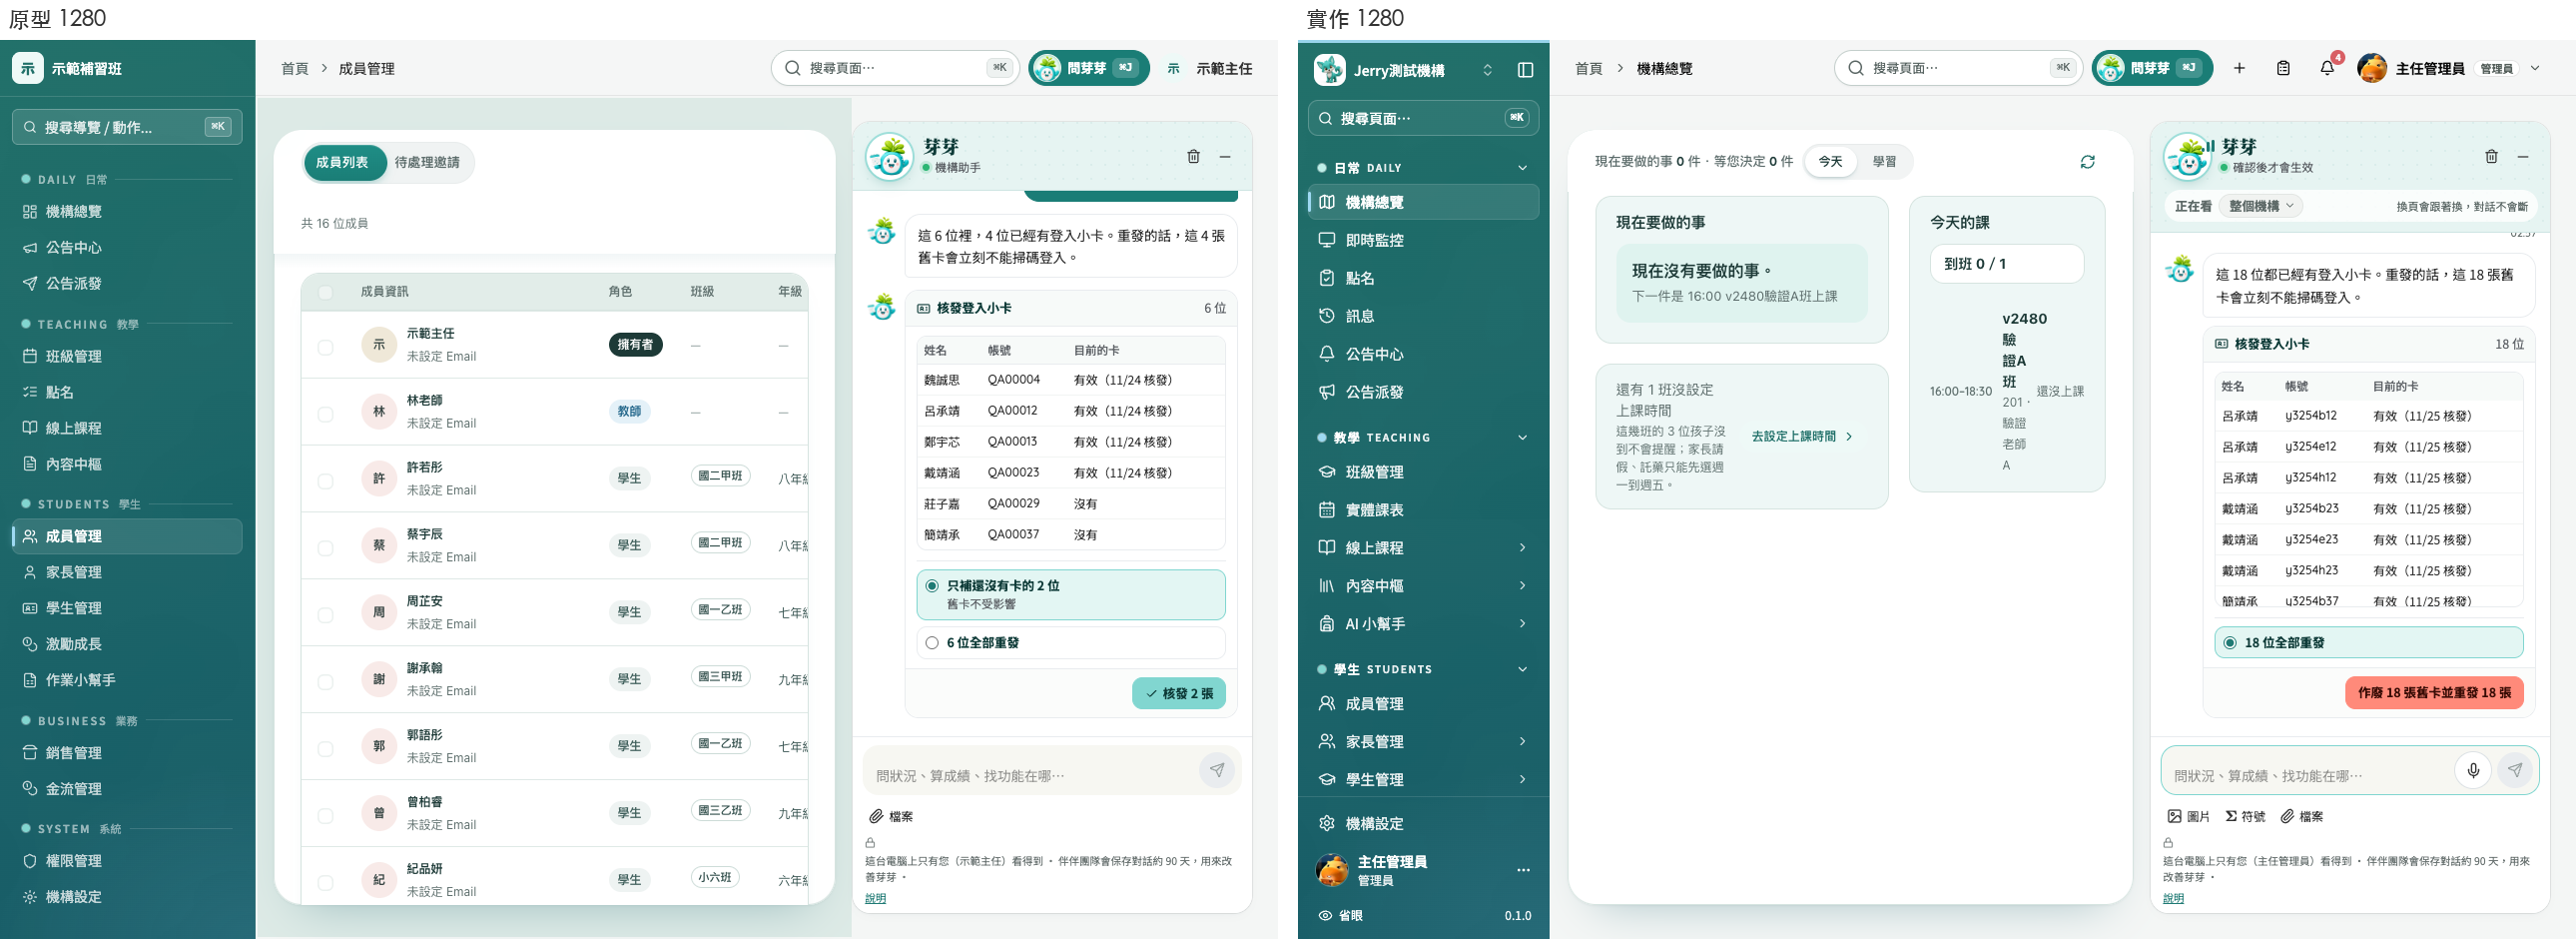 原型 1280
示
示範補習班
搜尋導覽 / 動作...
⌘K
DAILY 日常
機構總覽
公告中心
公告派發
TEACHING 教學
班級管理
點名
線上課程
內容中樞
STUDENTS 學生
成員管理
家長管理
學生管理
激勵成長
作業小幫手
BUSINESS 業務
銷售管理
金流管理
SYSTEM 系統
權限管理
機構設定
首頁 > 成員管理
搜尋頁面⋯ ⌘K
問芽芽 ⌘J
示 示範主任
成員列表 待處理邀請
共 16 位成員
成員資訊 角色 班級 年級
示 示範主任 擁有者 — —
未設定 Email
林 林老師 教師 — —
未設定 Email
許 許若彤 學生 國二甲班 八年級
未設定 Email
蔡 蔡宇辰 學生 國二甲班 八年級
未設定 Email
周 周芷安 學生 國一乙班 七年級
未設定 Email
謝 謝承翰 學生 國三甲班 九年級
未設定 Email
郭 郭語彤 學生 國一乙班 七年級
未設定 Email
曾 曾柏睿 學生 國三乙班 九年級
未設定 Email
紀 紀品妍 學生 小六班 六年級
未設定 Email
芽芽
機構助手
這 6 位裡，4 位已經有登入小卡。重發的話，這 4 張
舊卡會立刻不能掃碼登入。
核發登入小卡 6 位
姓名 帳號 目前的卡
魏誠思 QA00004 有效（11/24 核發）
呂承靖 QA00012 有效（11/24 核發）
鄭宇芯 QA00013 有效（11/24 核發）
戴靖涵 QA00023 有效（11/24 核發）
莊子嘉 QA00029 沒有
簡靖承 QA00037 沒有
只補還沒有卡的 2 位
舊卡不受影響
6 位全部重發
核發 2 張
問狀況、算成績、找功能在哪⋯
檔案
這台電腦上只有您（示範主任）看得到 · 伴伴團隊會保存對話約 90 天，用來改
善芽芽 ·
說明
實作 1280
Jerry測試機構
搜尋頁面⋯ ⌘K
日常 DAILY
機構總覽
即時監控
點名
訊息
公告中心
公告派發
教學 TEACHING
班級管理
實體課表
線上課程
內容中樞
AI 小幫手
學生 STUDENTS
成員管理
家長管理
學生管理
機構設定
主任管理員
管理員
省眼 0.1.0
首頁 > 機構總覽
搜尋頁面⋯ ⌘K
問芽芽 ⌘J
4
主任管理員 管理員
現在要做的事 0 件 · 等您決定 0 件
今天 學習
現在要做的事
現在沒有要做的事。
下一件是 16:00 v2480驗證A班上課
還有 1 班沒設定
上課時間
這幾班的 3 位孩子沒
到不會提醒；家長請
假、託藥只能先選週
一到週五。
去設定上課時間
今天的課
到班 0 / 1
16:00–18:30
v2480
驗
證A
班
201 ·
驗證
老師
A
還沒上課
芽芽
確認後才會生效
正在看 整個機構 換頁會跟著換，對話不會斷
02:57
這 18 位都已經有登入小卡。重發的話，這 18 張舊
卡會立刻不能掃碼登入。
核發登入小卡 18 位
姓名 帳號 目前的卡
呂承靖 y3254b12 有效（11/25 核發）
呂承靖 y3254e12 有效（11/25 核發）
呂承靖 y3254h12 有效（11/25 核發）
戴靖涵 y3254b23 有效（11/25 核發）
戴靖涵 y3254e23 有效（11/25 核發）
戴靖涵 y3254h23 有效（11/25 核發）
簡靖承 y3254b37 有效（11/25 核發）
18 位全部重發
作廢 18 張舊卡並重發 18 張
問狀況、算成績、找功能在哪⋯
圖片 符號 檔案
這台電腦上只有您（主任管理員）看得到 · 伴伴團隊會保存對話約 90 天，用來
改善芽芽 ·
說明